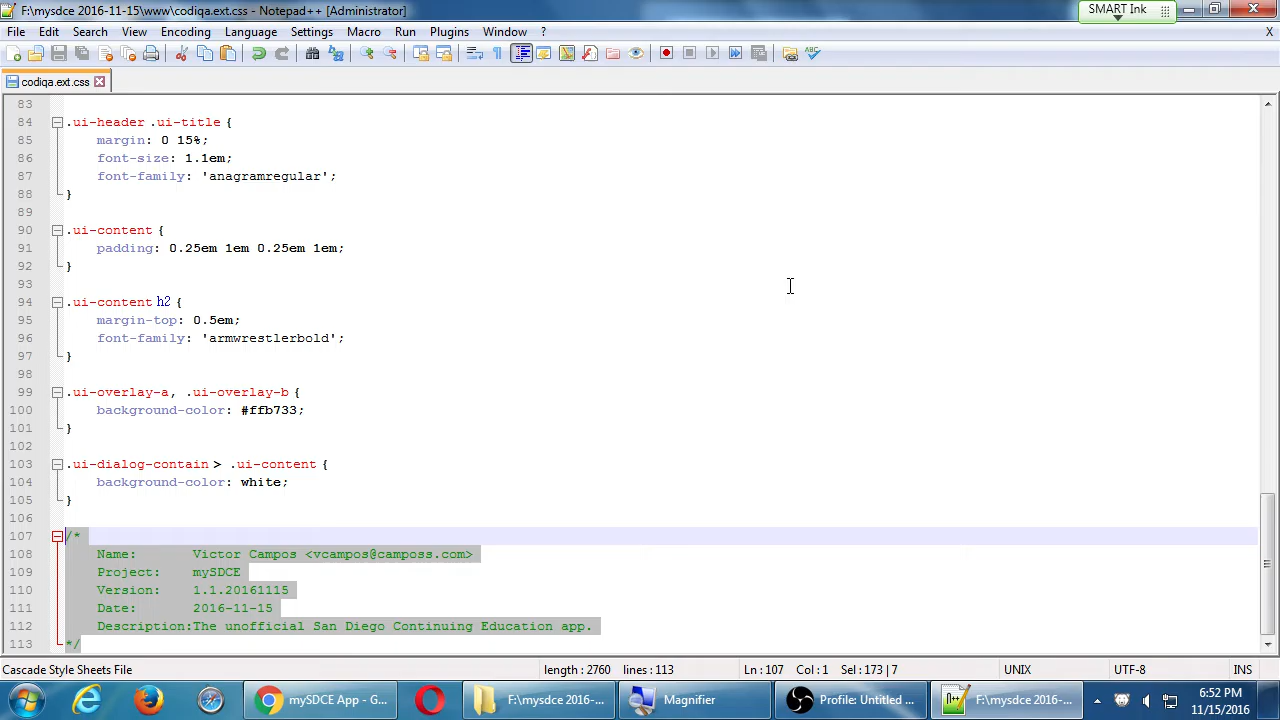 F:\mysdce 2016-11-15\www\codiqa.ext.css - Notepad++ [Administrator]
SMART Ink
File Edit Search View Encoding Language Settings Macro Run Plugins Window ? X
codiqa.ext.css
83
84 .ui-header .ui-title {
85 margin: 0 15%;
86 font-size: 1.1em;
87 font-family: 'anagramregular';
88 }
89
90 .ui-content {
91 padding: 0.25em 1em 0.25em 1em;
92 }
93
94 .ui-content h2 {
95 margin-top: 0.5em;
96 font-family: 'armwrestlerbold';
97 }
98
99 .ui-overlay-a, .ui-overlay-b {
100 background-color: #ffb733;
101 }
102
103 .ui-dialog-contain > .ui-content {
104 background-color: white;
105 }
106
107 /*
108 Name: Victor Campos <vcampos@camposs.com>
109 Project: mySDCE
110 Version: 1.1.20161115
111 Date: 2016-11-15
112 Description:The unofficial San Diego Continuing Education app.
113 */
Cascade Style Sheets File length : 2760 lines : 113 Ln : 107 Col : 1 Sel : 173 | 7 UNIX UTF-8 INS
mySDCE App - G... F:\mysdce 2016-... Magnifier Profile: Untitled ... F:\mysdce 2016-... 6:52 PM
11/15/2016